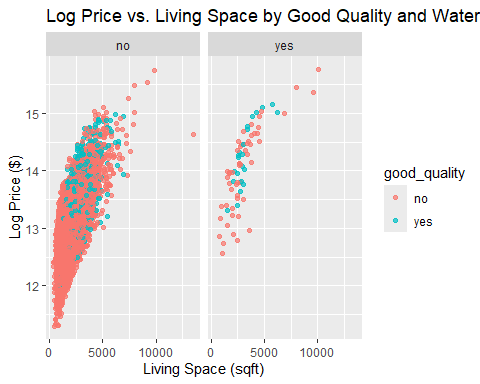 Log Price vs. Living Space by Good Quality and Water
no yes
15
14
13
12
Log Price ($)
0 5000 10000 0 5000 10000
Living Space (sqft)
good_quality
no
yes